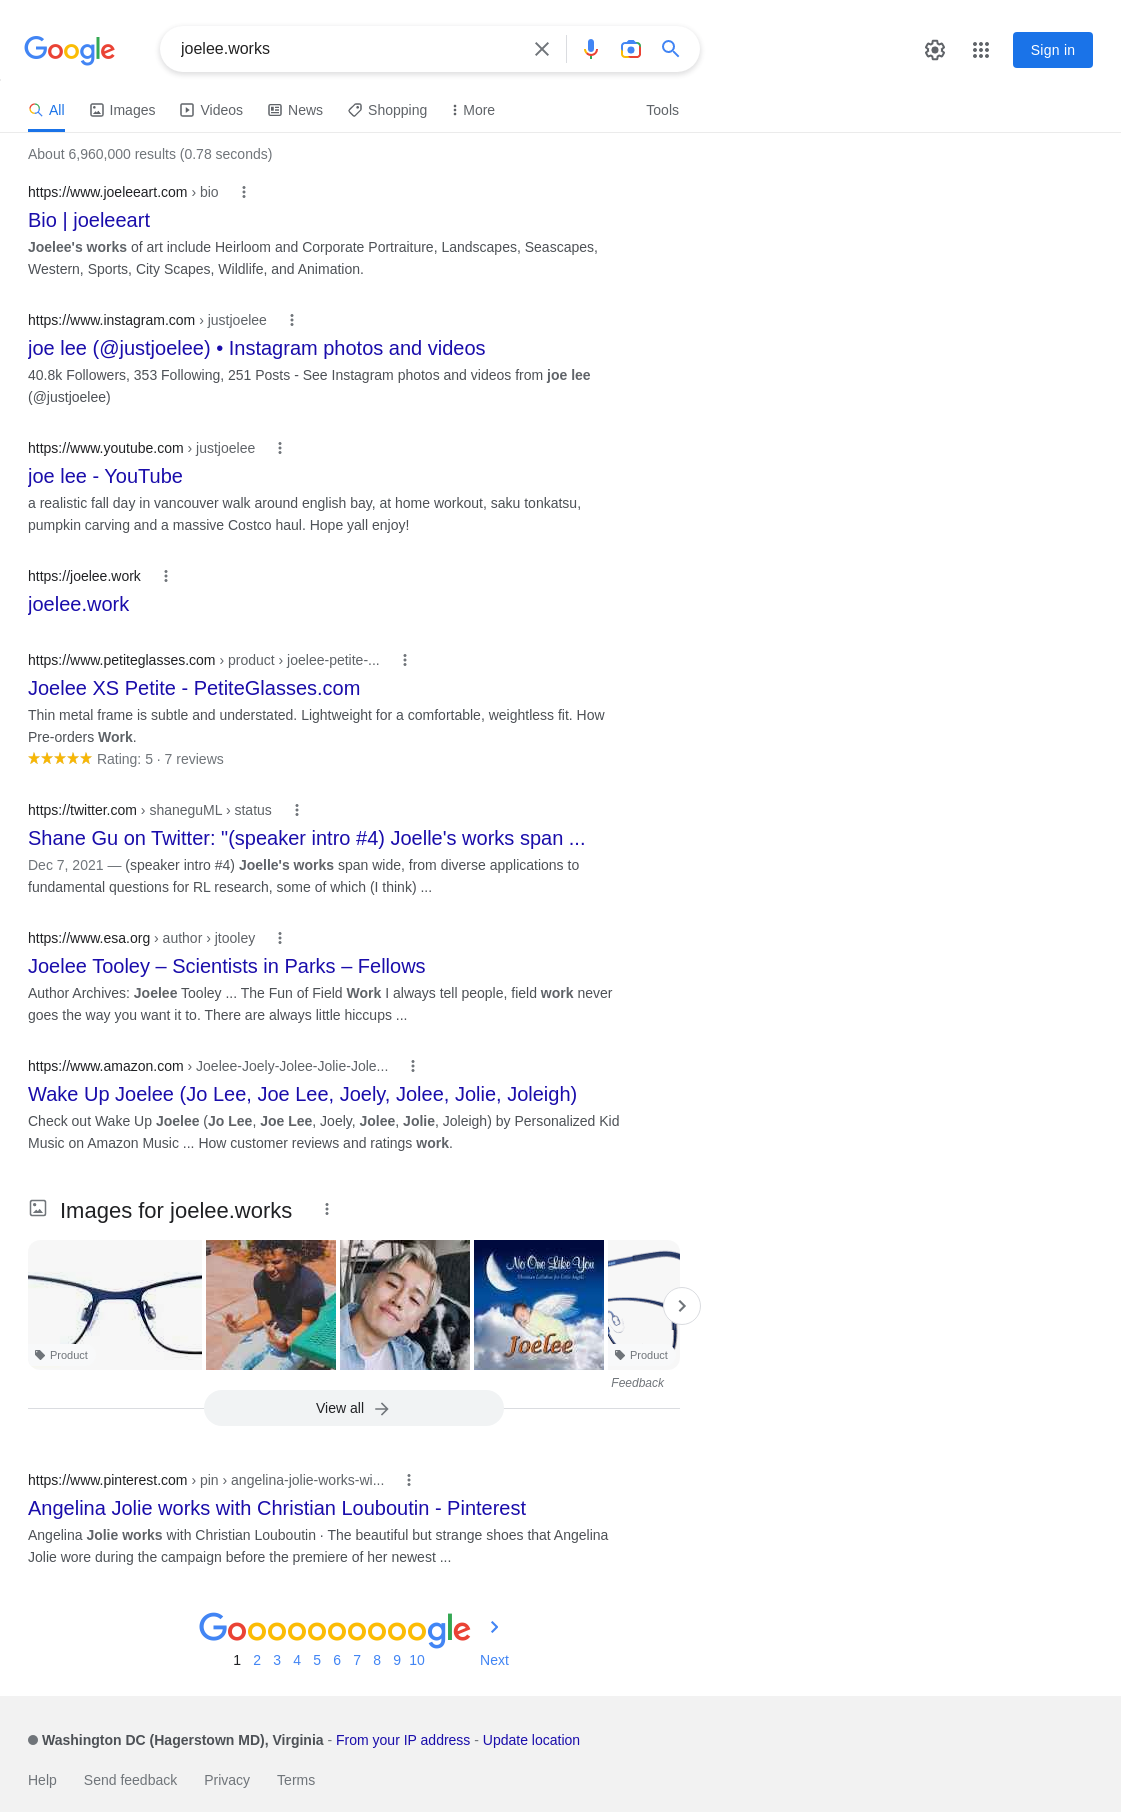 Google
joelee.works
Sign in
All
Images
Videos
News
Shopping
More
Tools
About 6,960,000 results (0.78 seconds)
https://www.joeleeart.com › bio
Bio | joeleeart
Joelee's works of art include Heirloom and Corporate Portraiture, Landscapes, Seascapes,
Western, Sports, City Scapes, Wildlife, and Animation.
https://www.instagram.com › justjoelee
joe lee (@justjoelee) • Instagram photos and videos
40.8k Followers, 353 Following, 251 Posts - See Instagram photos and videos from joe lee
(@justjoelee)
https://www.youtube.com › justjoelee
joe lee - YouTube
a realistic fall day in vancouver walk around english bay, at home workout, saku tonkatsu,
pumpkin carving and a massive Costco haul. Hope yall enjoy!
https://joelee.work
joelee.work
https://www.petiteglasses.com › product › joelee-petite-...
Joelee XS Petite - PetiteGlasses.com
Thin metal frame is subtle and understated. Lightweight for a comfortable, weightless fit. How
Pre-orders Work.
Rating: 5 · 7 reviews
https://twitter.com › shaneguML › status
Shane Gu on Twitter: "(speaker intro #4) Joelle's works span ...
Dec 7, 2021 — (speaker intro #4) Joelle's works span wide, from diverse applications to
fundamental questions for RL research, some of which (I think) ...
https://www.esa.org › author › jtooley
Joelee Tooley – Scientists in Parks – Fellows
Author Archives: Joelee Tooley ... The Fun of Field Work I always tell people, field work never
goes the way you want it to. There are always little hiccups ...
https://www.amazon.com › Joelee-Joely-Jolee-Jolie-Jole...
Wake Up Joelee (Jo Lee, Joe Lee, Joely, Jolee, Jolie, Joleigh)
Check out Wake Up Joelee (Jo Lee, Joe Lee, Joely, Jolee, Jolie, Joleigh) by Personalized Kid
Music on Amazon Music ... How customer reviews and ratings work.
Images for joelee.works
No One Like You
Christian Lullabies for Little Angels
Joelee
Product
Product
Feedback
View all
https://www.pinterest.com › pin › angelina-jolie-works-wi...
Angelina Jolie works with Christian Louboutin - Pinterest
Angelina Jolie works with Christian Louboutin · The beautiful but strange shoes that Angelina
Jolie wore during the campaign before the premiere of her newest ...
Goooooooooogle
1 2 3 4 5 6 7 8 9 10 Next
Washington DC (Hagerstown MD), Virginia - From your IP address - Update location
Help
Send feedback
Privacy
Terms